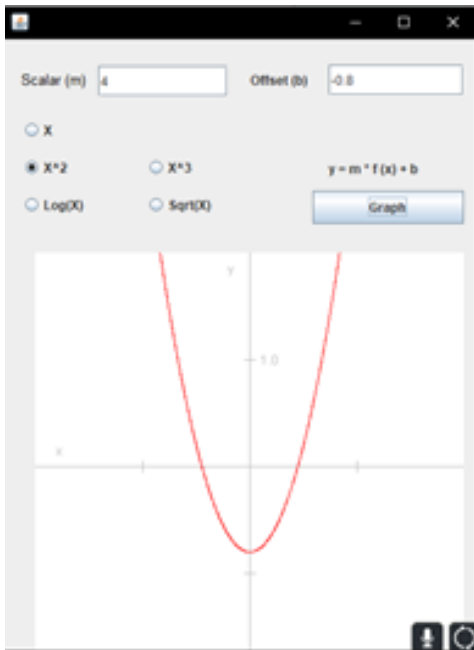 Scalar (m) 4 Offset (b) -0.8
X
X^2 X^3 y = m * f (x) + b
Log(X) Sqrt(X) Graph
Y
1.0
X